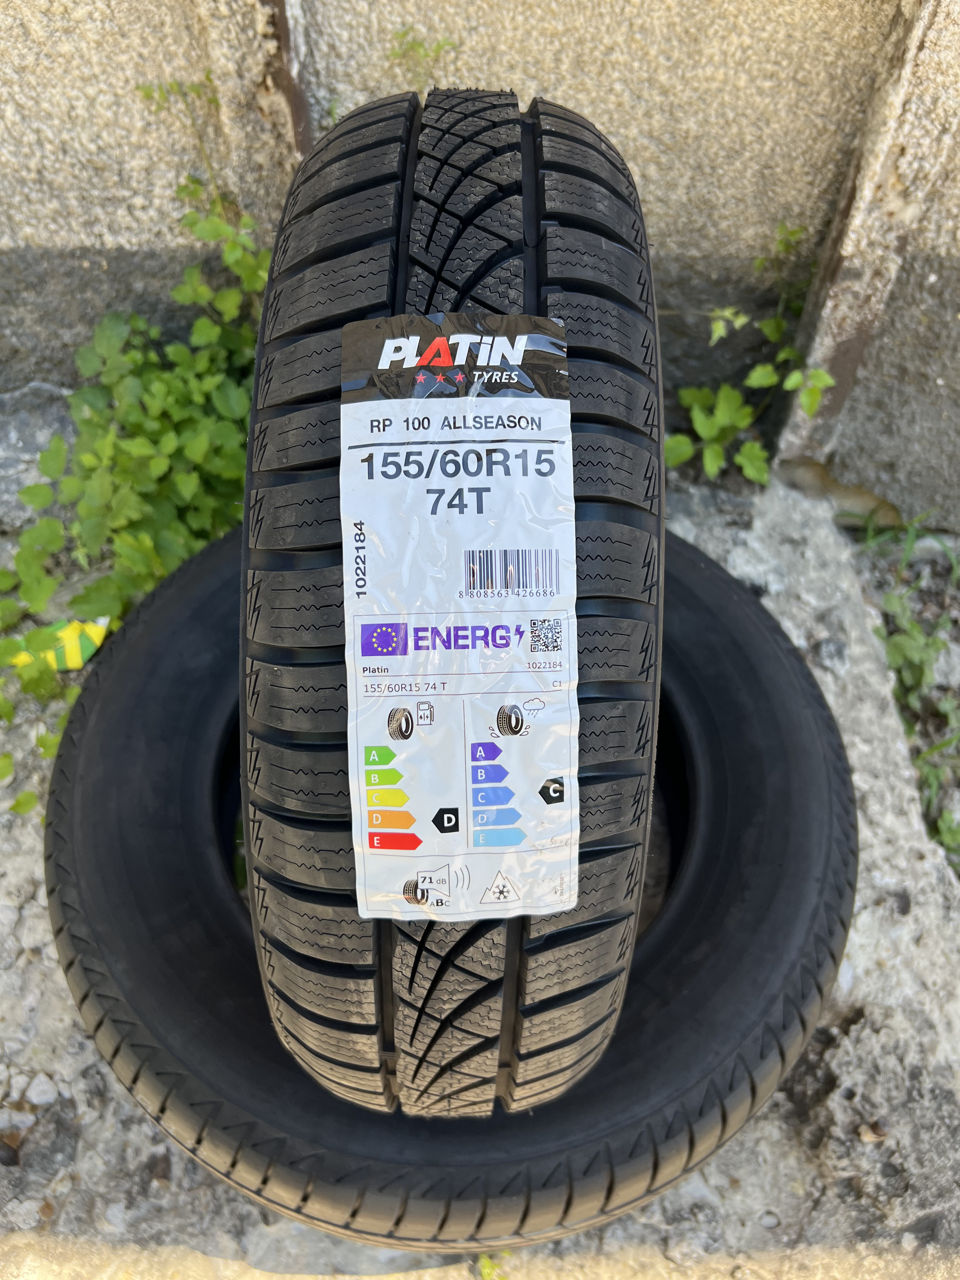 PLATiN
TYRES
RP 100 ALLSEASON
155/60R15
74T
1022184
8 808563 426686
ENERG
Platin 1022184
155/60R15 74 T C1
A A
B B
C C C
D D D
E E
71 dB
ABC